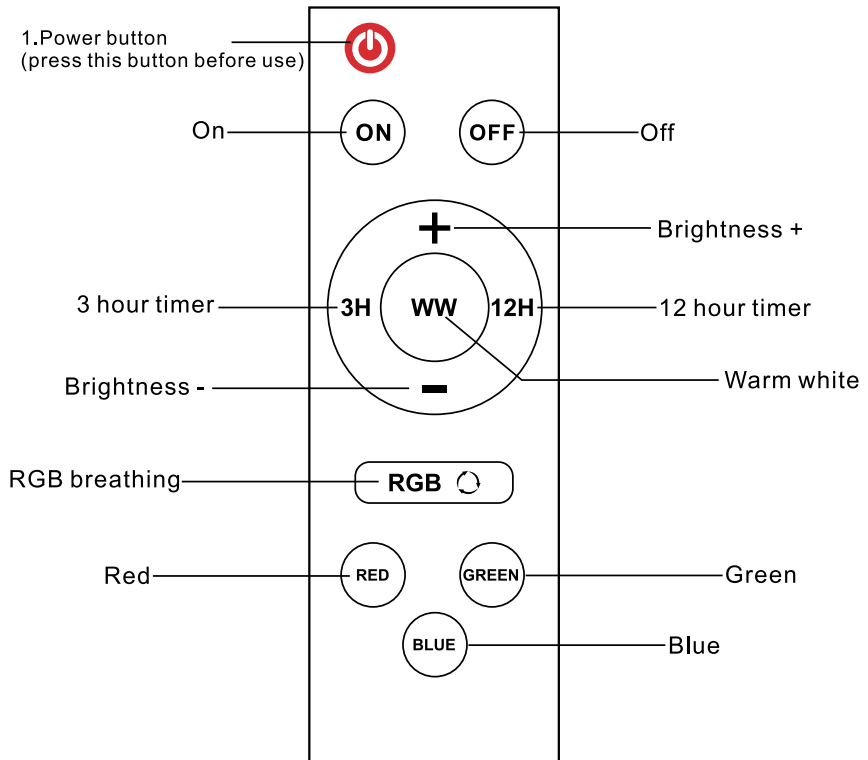 1.Power button
(press this button before use)
On
ON
OFF
Off
+
Brightness +
3 hour timer
3H
WW
12H
12 hour timer
Brightness -
-
Warm white
RGB breathing
RGB
Red
RED
GREEN
Green
BLUE
Blue